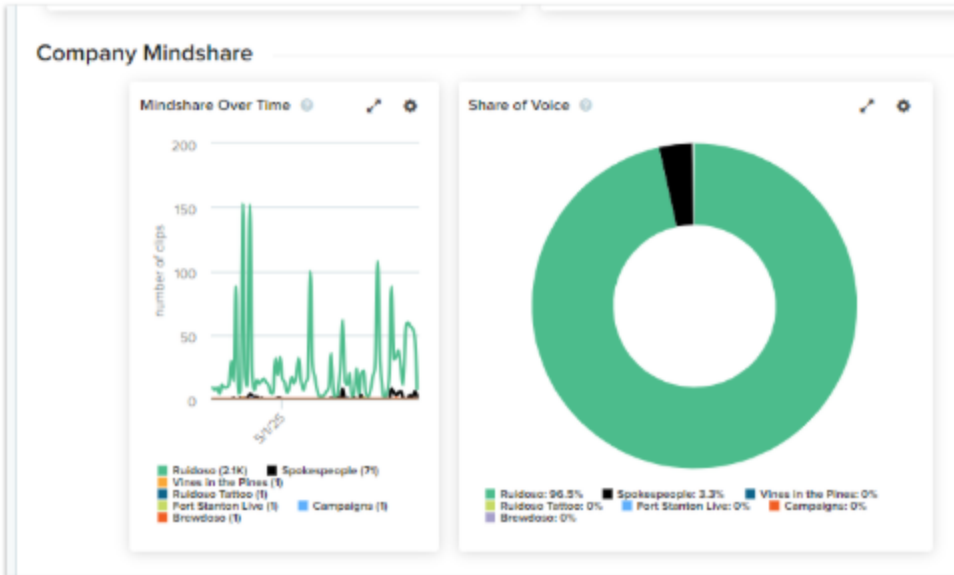 Company Mindshare
Mindshare Over Time
200
150
100
50
0
number of clips
5/1/25
Ruidoso (2.1K) Spokespeople (71)
Vines in the Pines (1)
Ruidoso Tattoo (1)
Fort Stanton Live (1) Campaigns (1)
Brewdoso (1)
Share of Voice
Ruidoso: 96.5% Spokespeople: 3.3% Vines in the Pines: 0%
Ruidoso Tattoo: 0% Fort Stanton Live: 0% Campaigns: 0%
Brewdoso: 0%